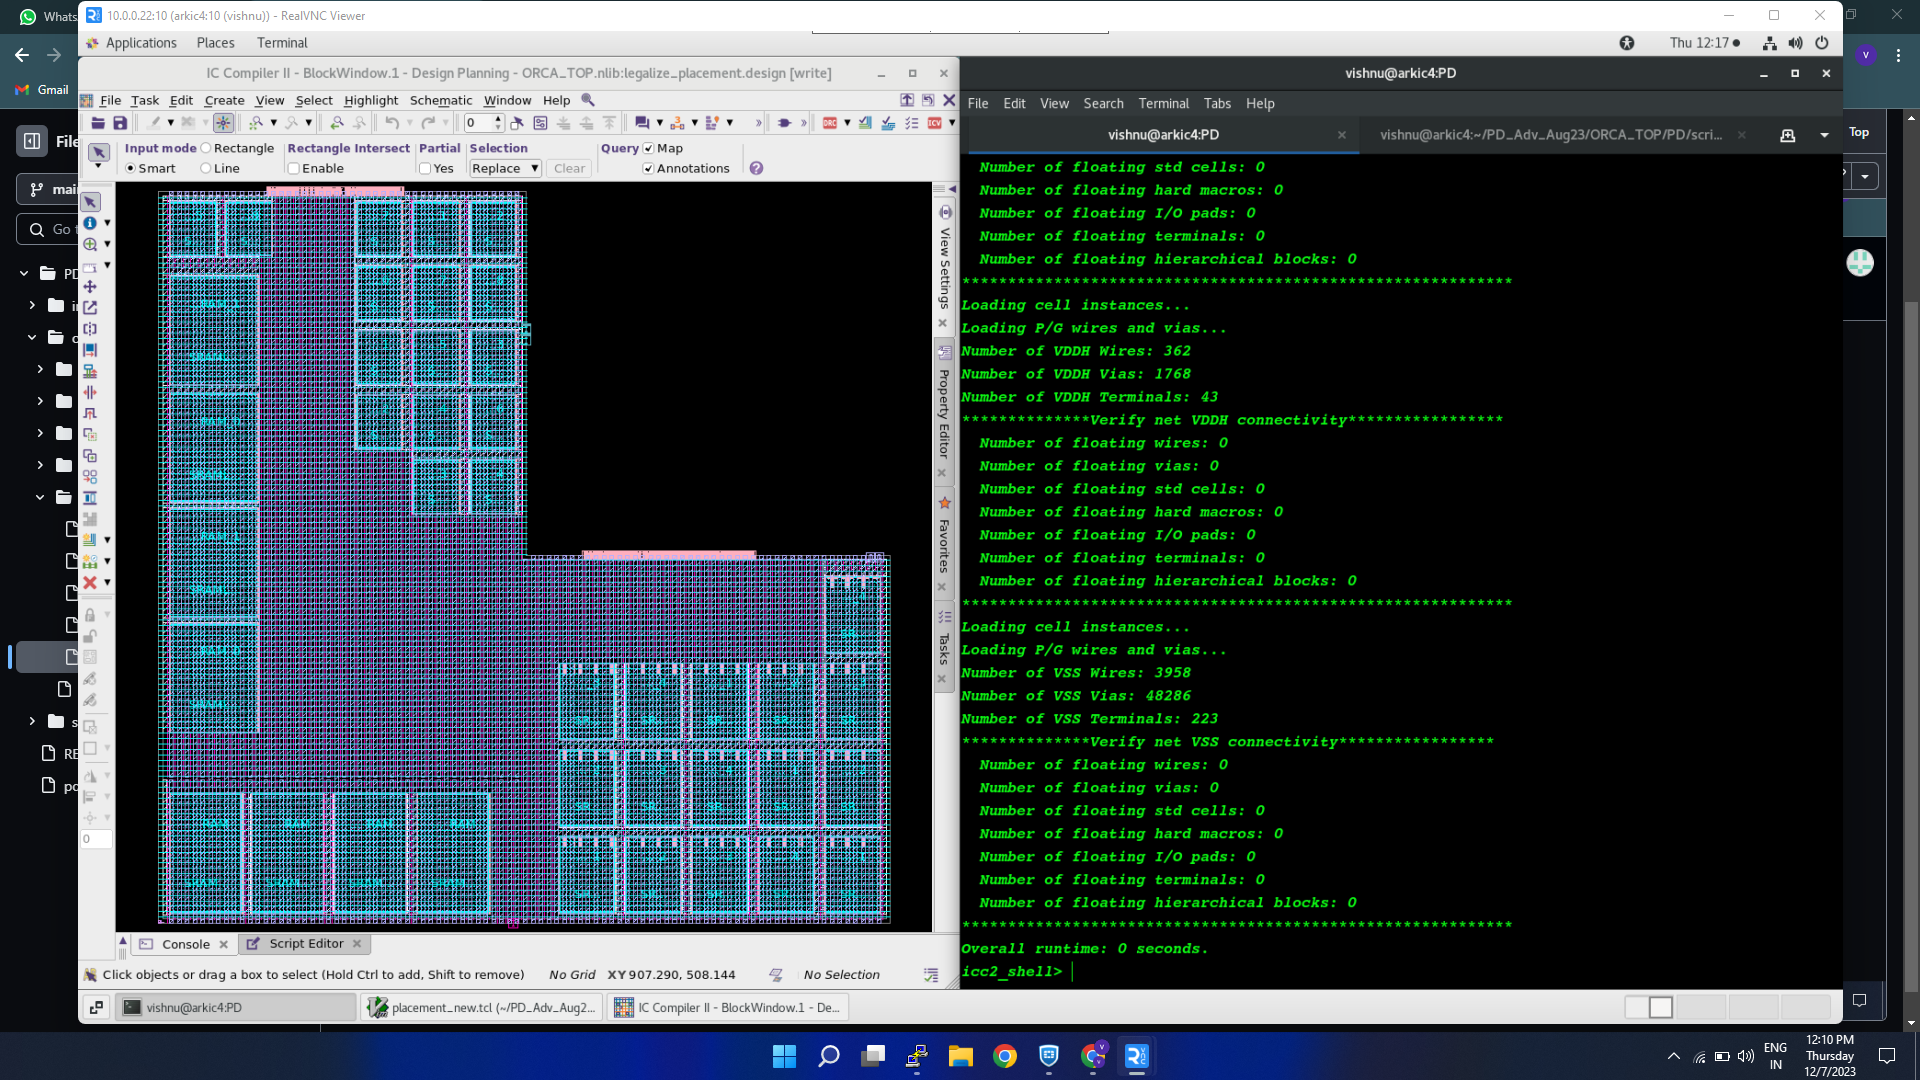 Whats
10.0.0.22:10 (arkic4:10 (vishnu)) - RealVNC Viewer
Applications Places Terminal
Thu 12:17
Gmail
IC Compiler II - BlockWindow.1 - Design Planning - ORCA_TOP.nlib:legalize_placement.design [write]
File Task Edit Create View Select Highlight Schematic Window Help
0
Input mode Rectangle Rectangle Intersect Partial Selection Query Map
Smart Line Enable Yes Replace Clear Annotations
View Settings
Property Editor
Favorites
Tasks
File
main
Go t
PD
RE
po
0
Console Script Editor
Click objects or drag a box to select (Hold Ctrl to add, Shift to remove) No Grid XY 907.290, 508.144 No Selection
vishnu@arkic4:PD
File Edit View Search Terminal Tabs Help
vishnu@arkic4:PD vishnu@arkic4:~/PD_Adv_Aug23/ORCA_TOP/PD/scri...
Number of floating std cells: 0
Number of floating hard macros: 0
Number of floating I/O pads: 0
Number of floating terminals: 0
Number of floating hierarchical blocks: 0
************************************************************
Loading cell instances...
Loading P/G wires and vias...
Number of VDDH Wires: 362
Number of VDDH Vias: 1768
Number of VDDH Terminals: 43
**************Verify net VDDH connectivity*****************
Number of floating wires: 0
Number of floating vias: 0
Number of floating std cells: 0
Number of floating hard macros: 0
Number of floating I/O pads: 0
Number of floating terminals: 0
Number of floating hierarchical blocks: 0
************************************************************
Loading cell instances...
Loading P/G wires and vias...
Number of VSS Wires: 3958
Number of VSS Vias: 48286
Number of VSS Terminals: 223
**************Verify net VSS connectivity*****************
Number of floating wires: 0
Number of floating vias: 0
Number of floating std cells: 0
Number of floating hard macros: 0
Number of floating I/O pads: 0
Number of floating terminals: 0
Number of floating hierarchical blocks: 0
************************************************************
Overall runtime: 0 seconds.
icc2_shell>
Top
vishnu@arkic4:PD placement_new.tcl (~/PD_Adv_Aug2... IC Compiler II - BlockWindow.1 - De...
ENG
IN
12:10 PM
Thursday
12/7/2023